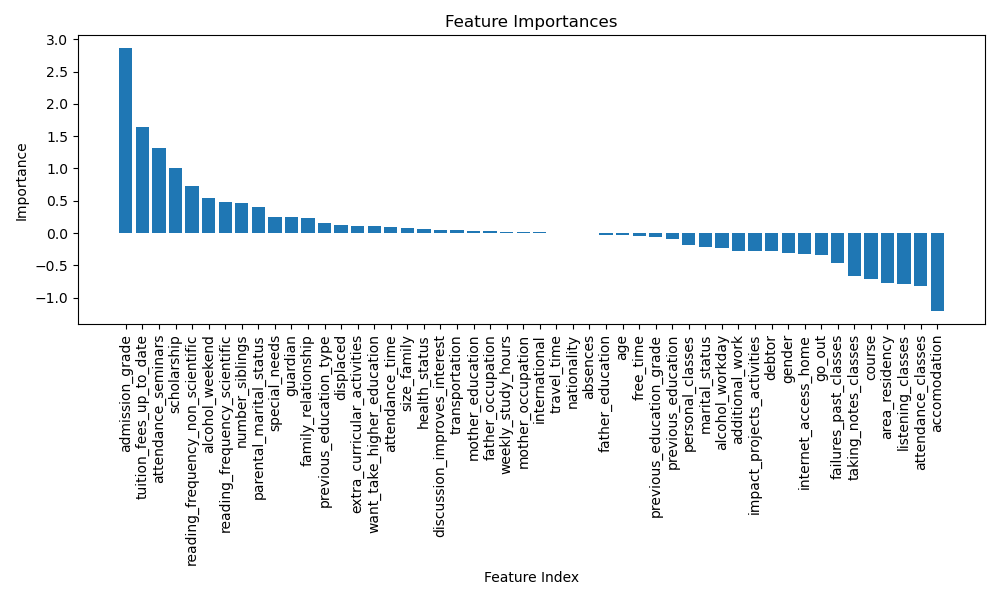 Feature Importances
Importance
3.0
2.5
2.0
1.5
1.0
0.5
0.0
−0.5
−1.0
admission_grade
tuition_fees_up_to_date
attendance_seminars
scholarship
reading_frequency_non_scientific
alcohol_weekend
reading_frequency_scientific
number_siblings
parental_marital_status
special_needs
guardian
family_relationship
previous_education_type
displaced
extra_curricular_activities
want_take_higher_education
attendance_time
size_family
health_status
discussion_improves_interest
transportation
mother_education
father_occupation
weekly_study_hours
mother_occupation
international
travel_time
nationality
absences
father_education
age
free_time
previous_education_grade
previous_education
personal_classes
marital_status
alcohol_workday
additional_work
impact_projects_activities
debtor
gender
internet_access_home
go_out
failures_past_classes
taking_notes_classes
course
area_residency
listening_classes
attendance_classes
accomodation
Feature Index